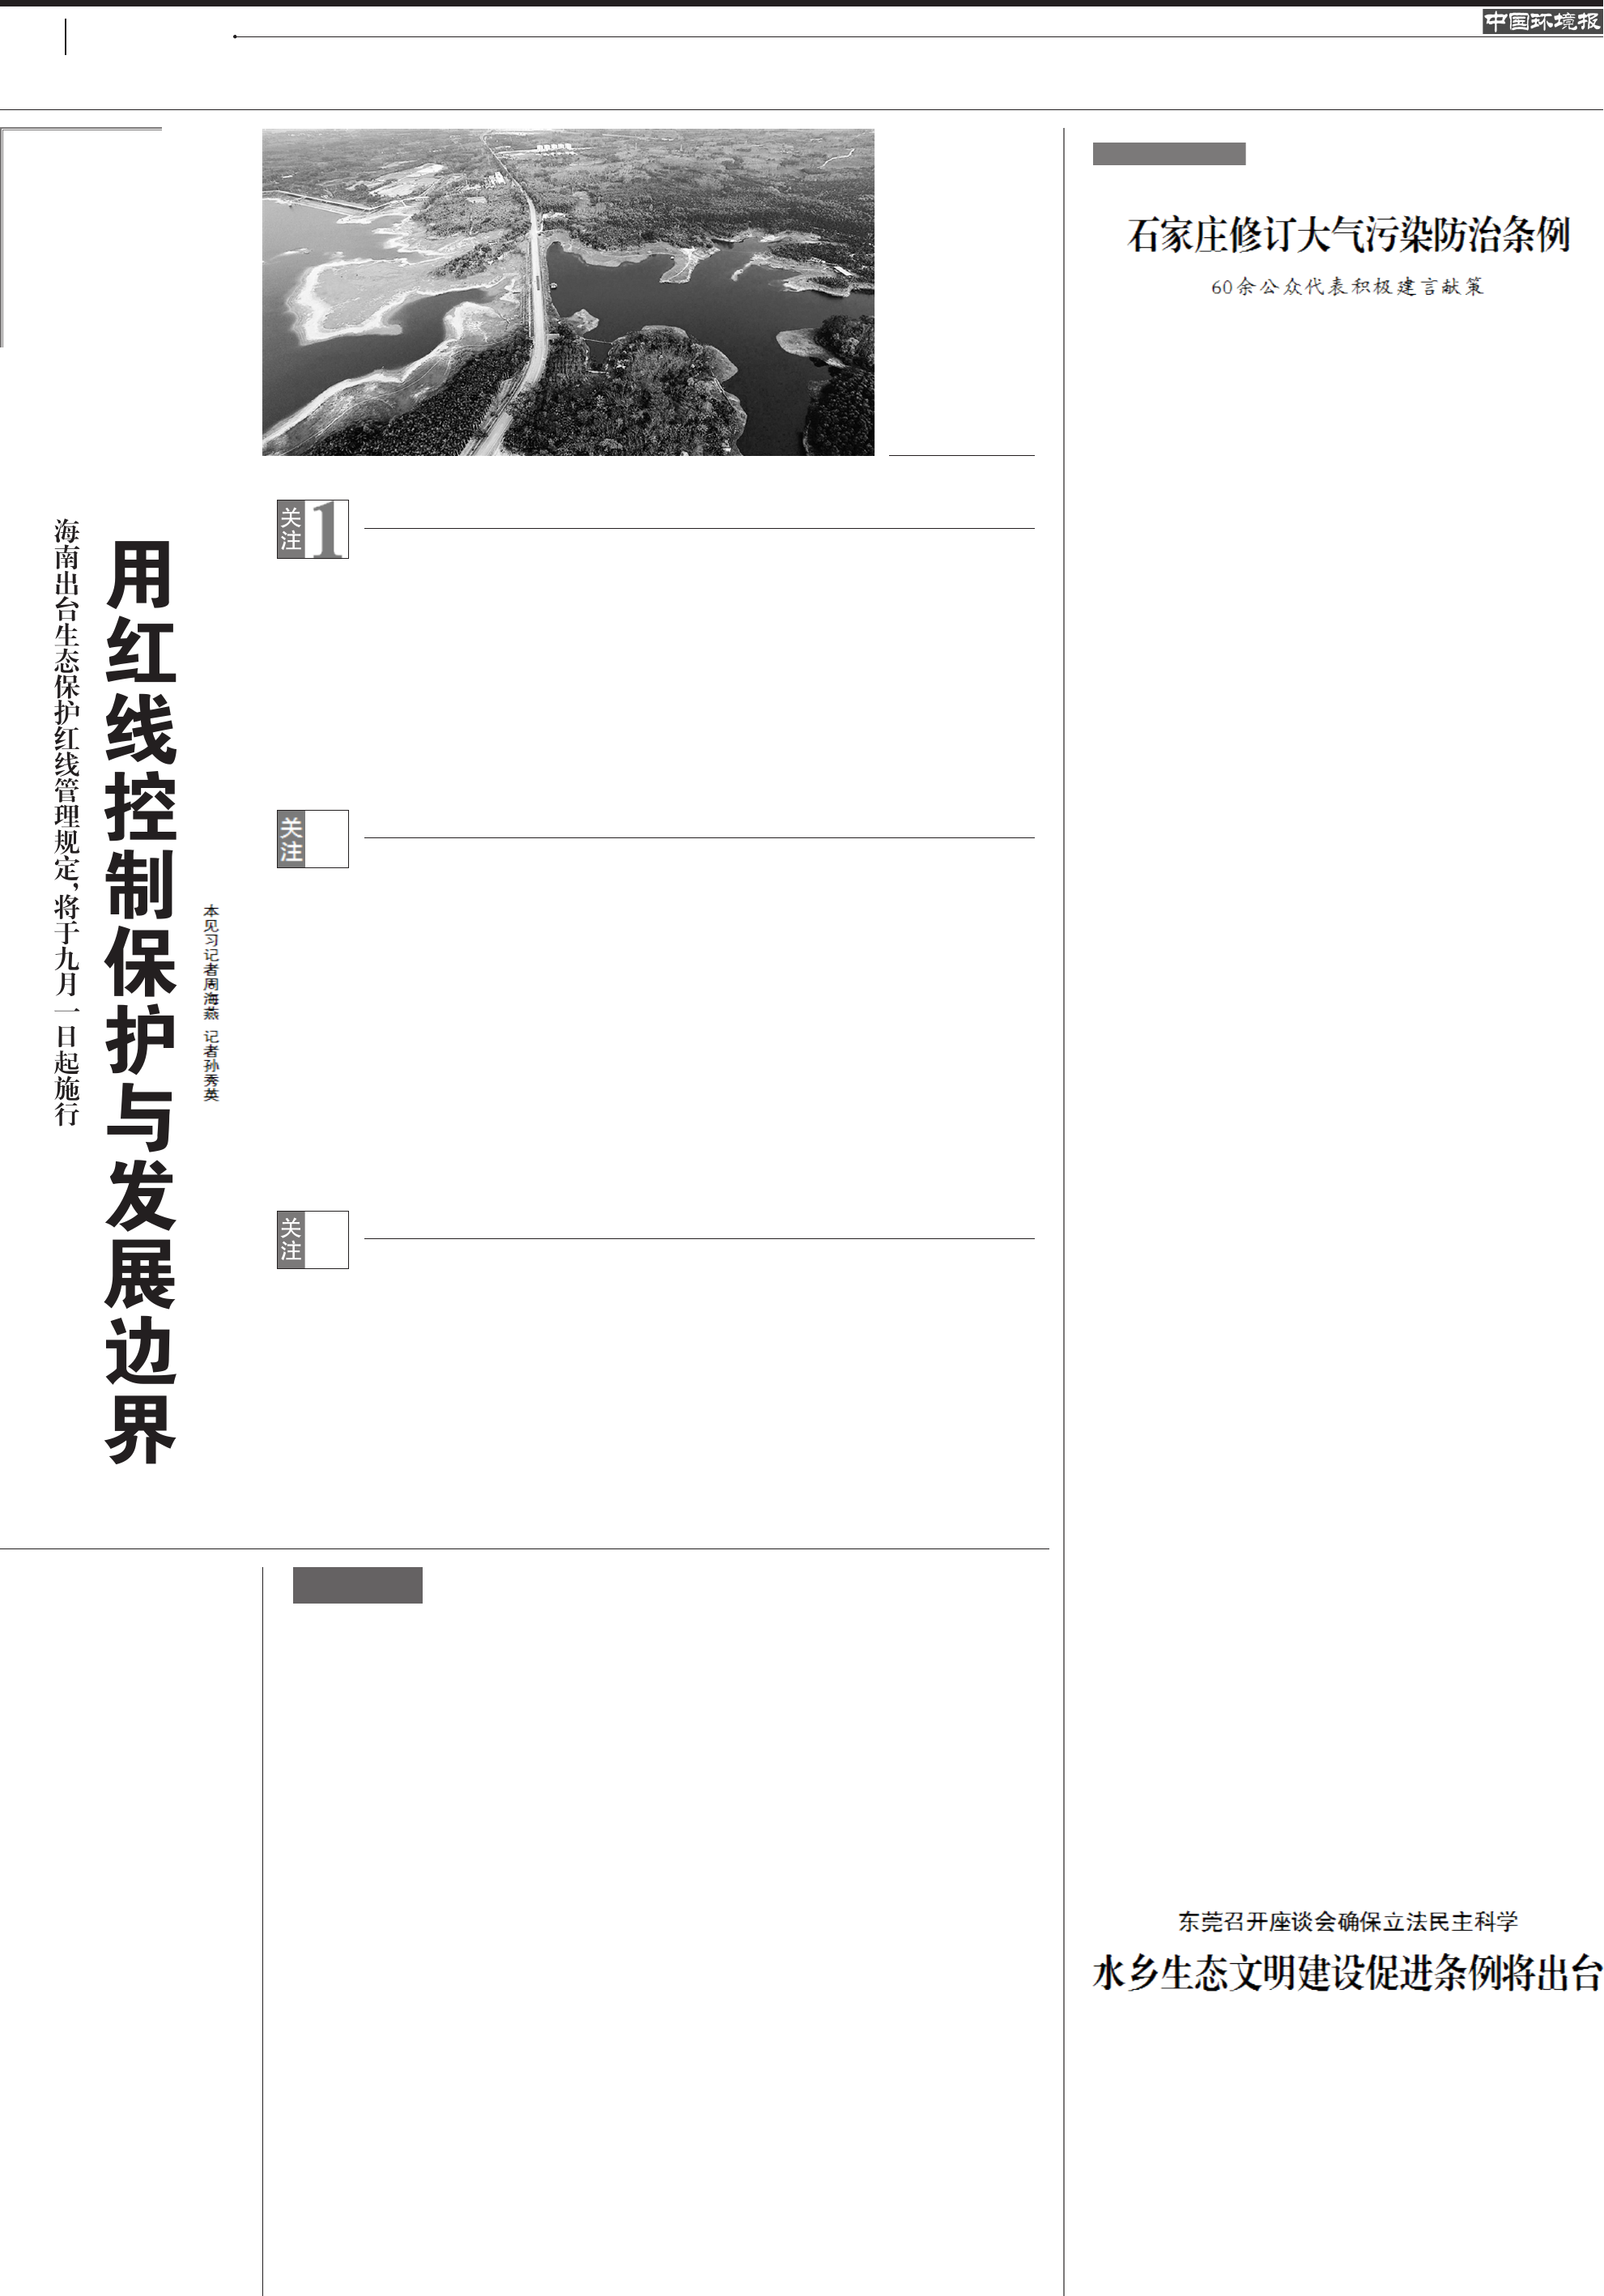 中国环境报
海南出台生态保护红线管理规定，将于九月一日起施行
用红线控制保护与发展边界
本见习记者周海燕 记者孙秀英
关注1
关注
关注
石家庄修订大气污染防治条例
60余公众代表积极建言献策
东莞召开座谈会确保立法民主科学
水乡生态文明建设促进条例将出台